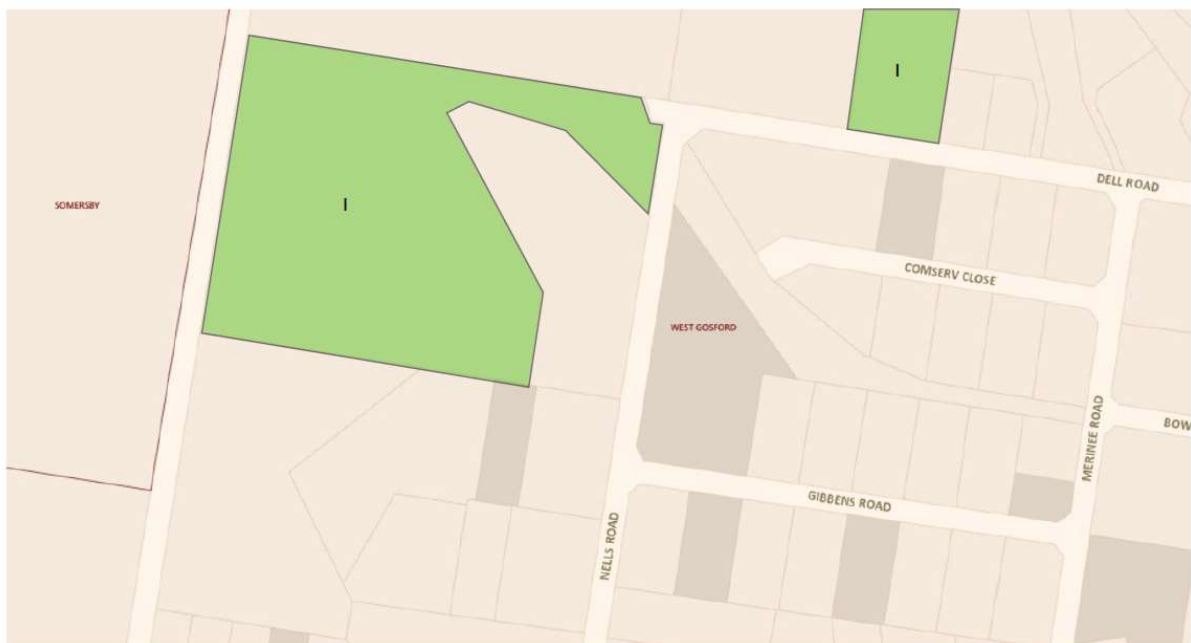 I
DELL ROAD
SOMERSBY
I
COMSERV CLOSE
WEST GOSFORD
MERINEE ROAD
BOW
GIBBENS ROAD
NELLS ROAD